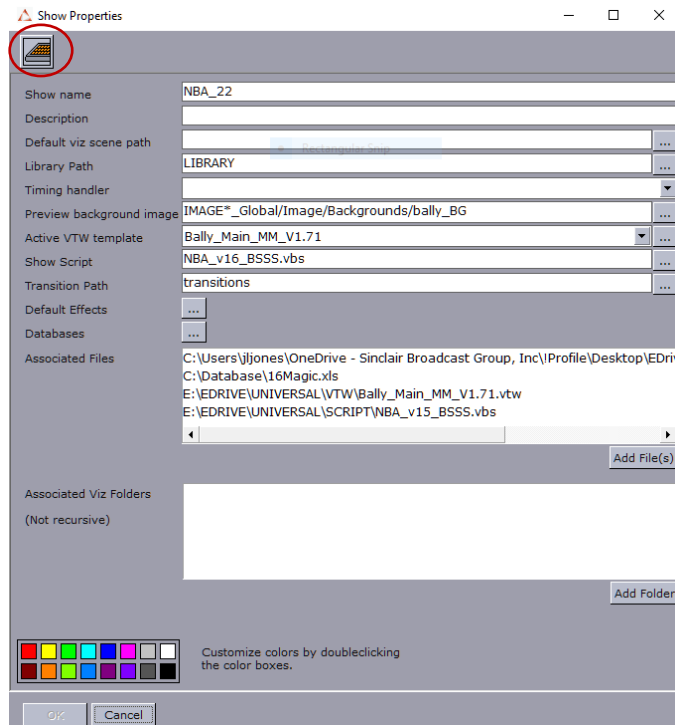 Show Properties
Show name
NBA_22
Description
Default viz scene path
...
Rectangular Snip
Library Path
LIBRARY
...
Timing handler
Preview background image
IMAGE*_Global/Image/Backgrounds/bally_BG
...
Active VTW template
Bally_Main_MM_V1.71
...
Show Script
NBA_v16_BSSS.vbs
...
Transition Path
transitions
...
Default Effects
...
Databases
...
Associated Files
C:\Users\jljones\OneDrive - Sinclair Broadcast Group, Inc\!Profile\Desktop\EDri
C:\Database\16Magic.xls
E:\EDRIVE\UNIVERSAL\VTW\Bally_Main_MM_V1.71.vtw
E:\EDRIVE\UNIVERSAL\SCRIPT\NBA_v15_BSSS.vbs
Add File(s)
Associated Viz Folders
(Not recursive)
Add Folder
Customize colors by doubleclicking
the color boxes.
OK
Cancel